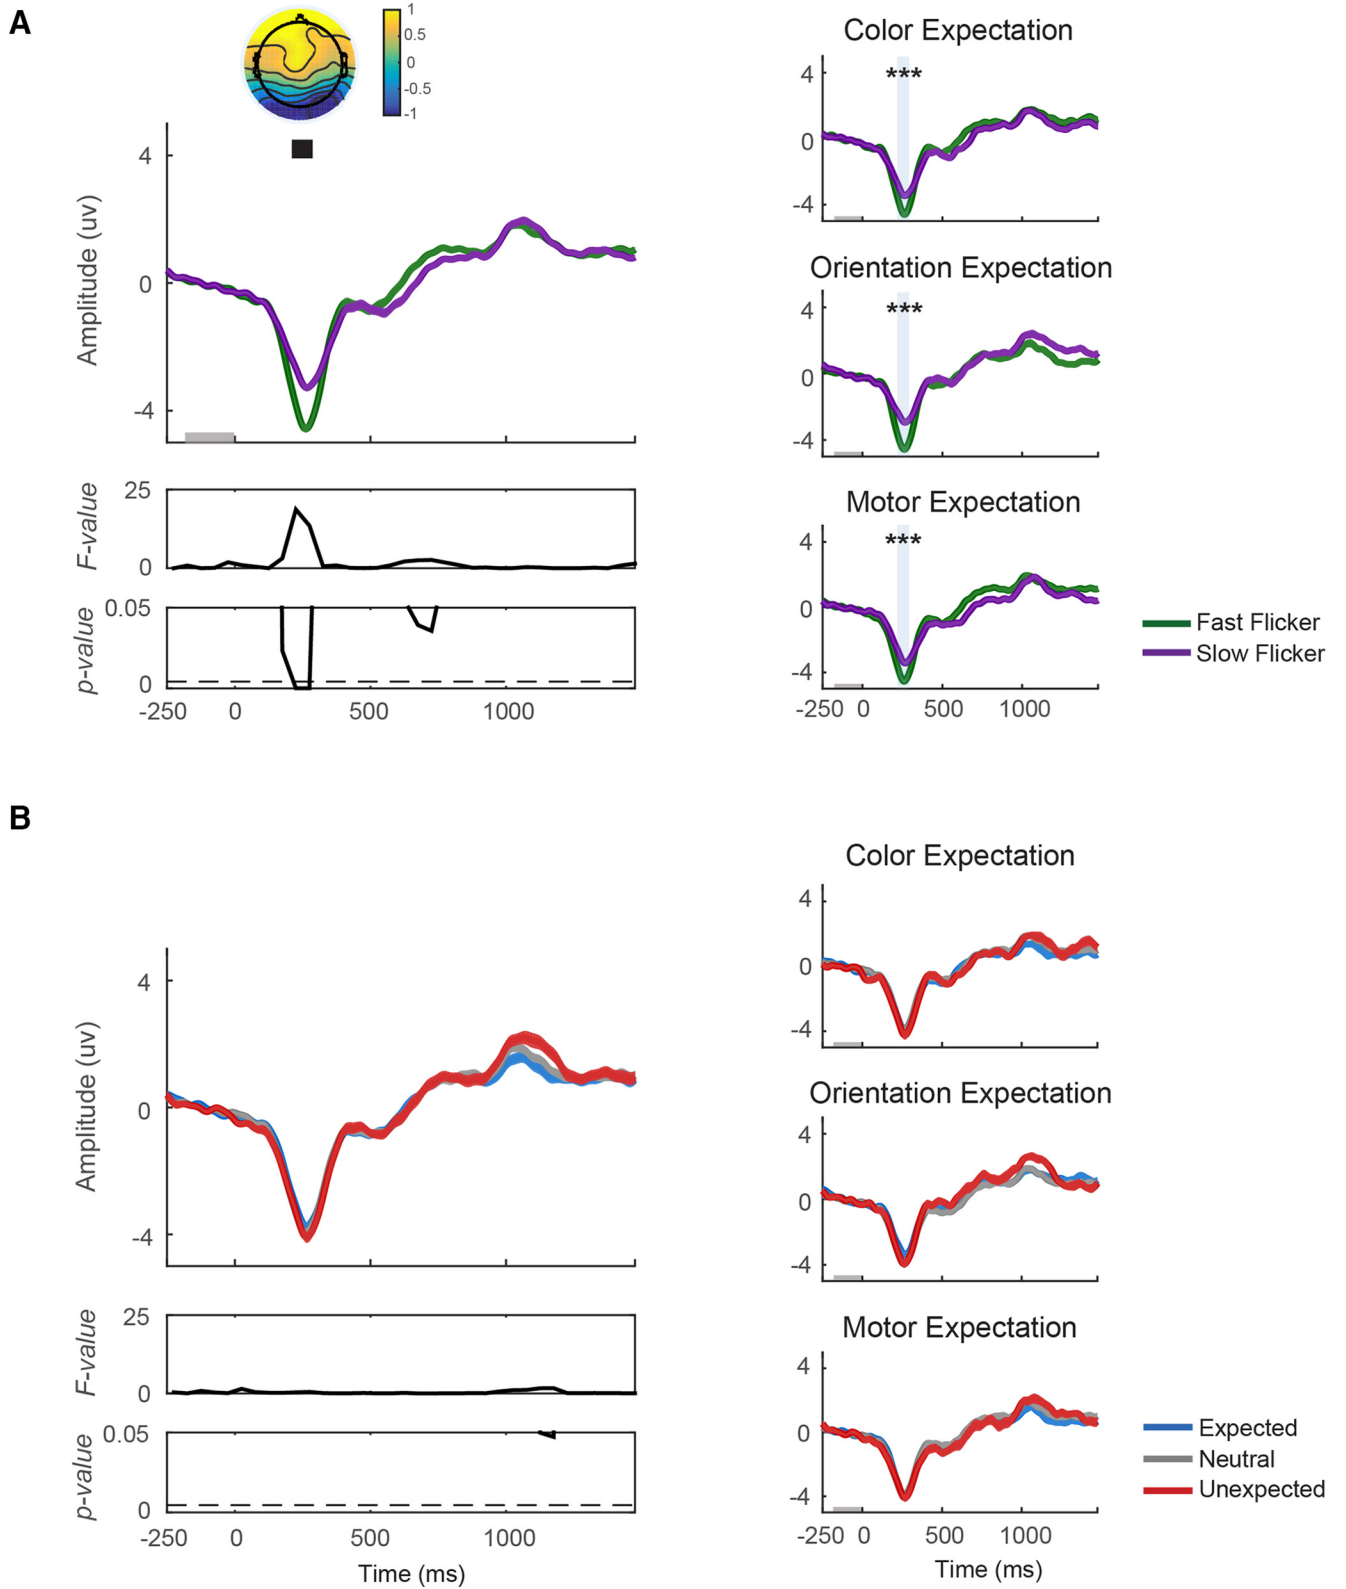 A
1
0.5
0
-0.5
-1
4
0
-4
Amplitude (uv)
25
0
F-value
0.05
0
p-value
-250 0 500 1000
Color Expectation
4
***
0
-4
Orientation Expectation
4
***
0
-4
Motor Expectation
4
***
0
-4
-250 0 500 1000
Fast Flicker
Slow Flicker
B
4
0
-4
Amplitude (uv)
25
0
F-value
0.05
0
p-value
-250 0 500 1000
Time (ms)
Color Expectation
4
0
-4
Orientation Expectation
4
0
-4
Motor Expectation
4
0
-4
-250 0 500 1000
Time (ms)
Expected
Neutral
Unexpected